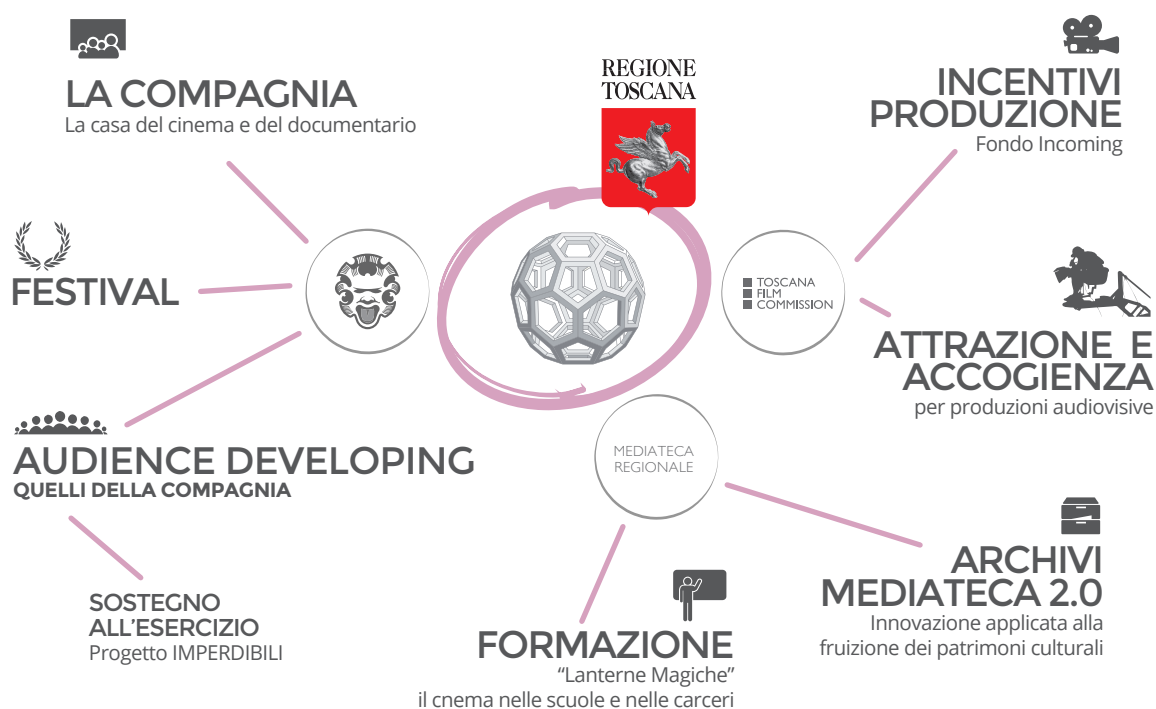 LA COMPAGNIA
La casa del cinema e del documentario
REGIONE
TOSCANA
INCENTIVI
PRODUZIONE
Fondo Incoming
FESTIVAL
TOSCANA
FILM
COMMISSION
ATTRAZIONE E
ACCOGIENZA
per produzioni audiovisive
AUDIENCE DEVELOPING
QUELLI DELLA COMPAGNIA
MEDIATECA
REGIONALE
SOSTEGNO
ALL'ESERCIZIO
Progetto IMPERDIBILI
FORMAZIONE
“Lanterne Magiche”
il cnema nelle scuole e nelle carceri
ARCHIVI
MEDIATECA 2.0
Innovazione applicata alla
fruizione dei patrimoni culturali